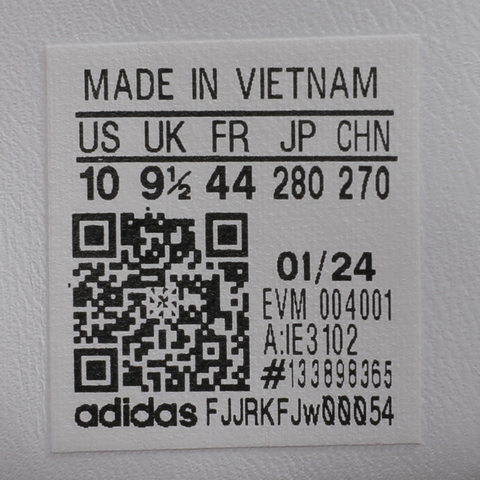 MADE IN VIETNAM
US UK FR JP CHN
10 9½ 44 280 270
01/24
EVM 004001
A:IE3102
#133898365
adidas FJJRKFJw00054